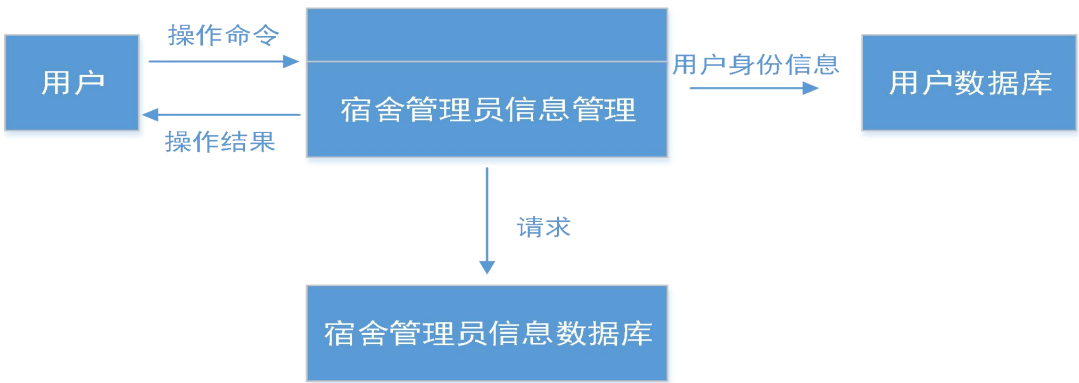 操作命令
用户
用户身份信息
用户数据库
宿舍管理员信息管理
操作结果
请求
宿舍管理员信息数据库